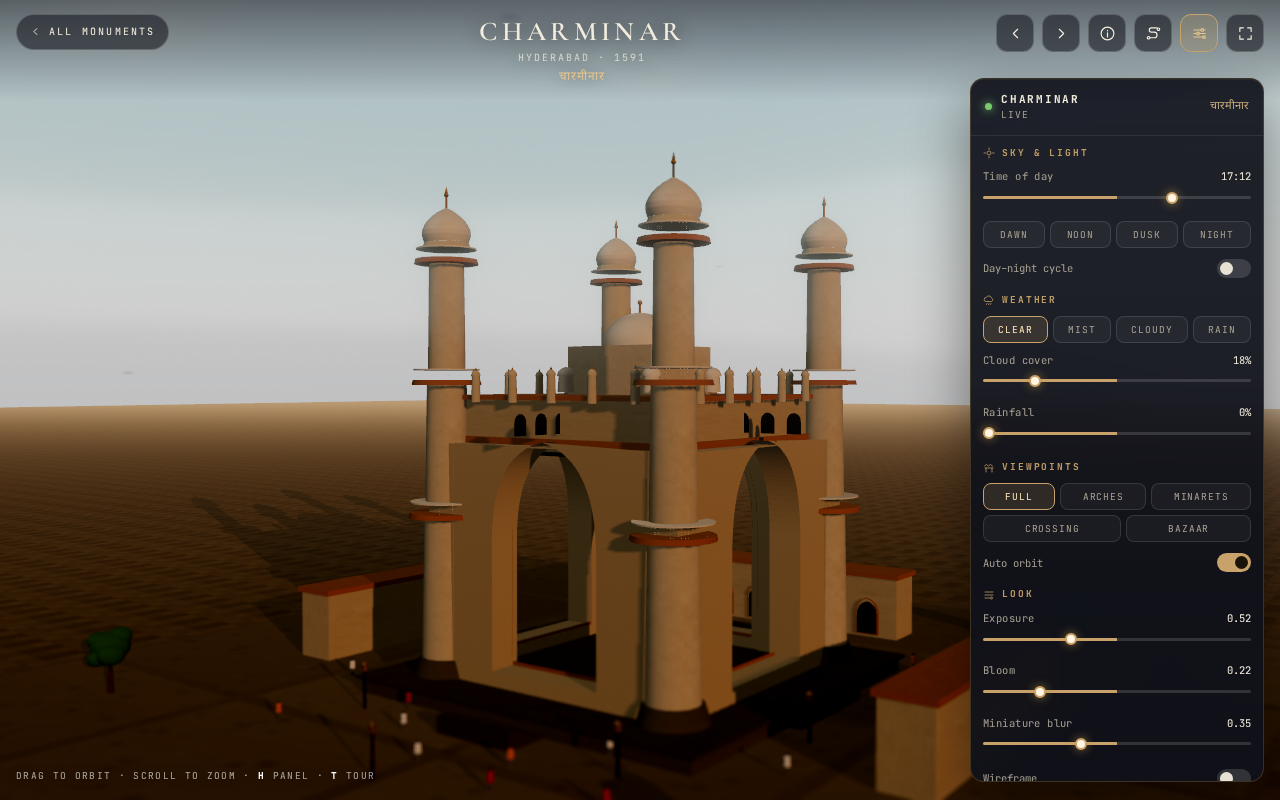 ALL MONUMENTS
CHARMINAR
HYDERABAD · 1591
चारमीनार
CHARMINAR
LIVE
चारमीनार
SKY & LIGHT
Time of day 17:12
DAWN NOON DUSK NIGHT
Day-night cycle
WEATHER
CLEAR MIST CLOUDY RAIN
Cloud cover 18%
Rainfall 0%
VIEWPOINTS
FULL ARCHES MINARETS
CROSSING BAZAAR
Auto orbit
LOOK
Exposure 0.52
Bloom 0.22
Miniature blur 0.35
Wireframe
DRAG TO ORBIT · SCROLL TO ZOOM · H PANEL · T TOUR